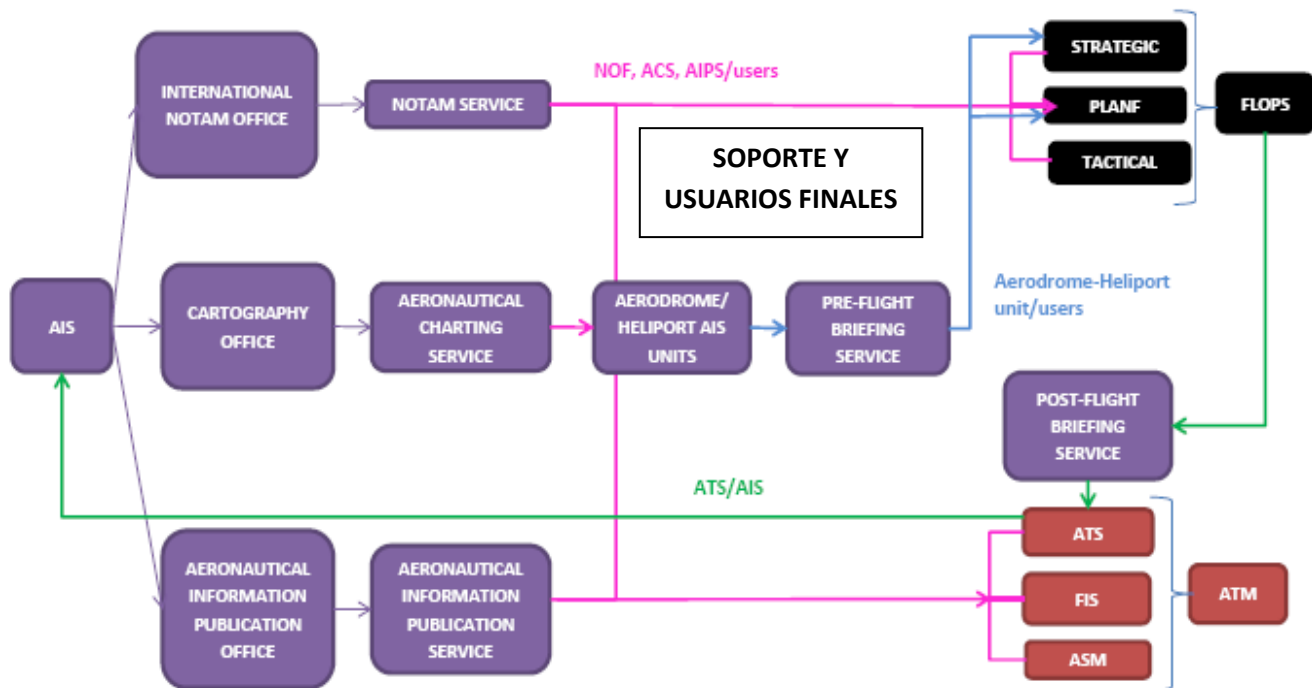 STRATEGIC
NOF, ACS, AIPS/users
INTERNATIONAL
NOTAM OFFICE
NOTAM SERVICE
PLANF
FLOPS
SOPORTE Y
USUARIOS FINALES
TACTICAL
AIS
CARTOGRAPHY
OFFICE
AERONAUTICAL
CHARTING
SERVICE
AERODROME/
HELIPORT AIS
UNITS
PRE-FLIGHT
BRIEFING
SERVICE
Aerodrome-Heliport
unit/users
POST-FLIGHT
BRIEFING
SERVICE
ATS/AIS
ATS
AERONAUTICAL
INFORMATION
PUBLICATION
OFFICE
AERONAUTICAL
INFORMATION
PUBLICATION
SERVICE
FIS
ATM
ASM